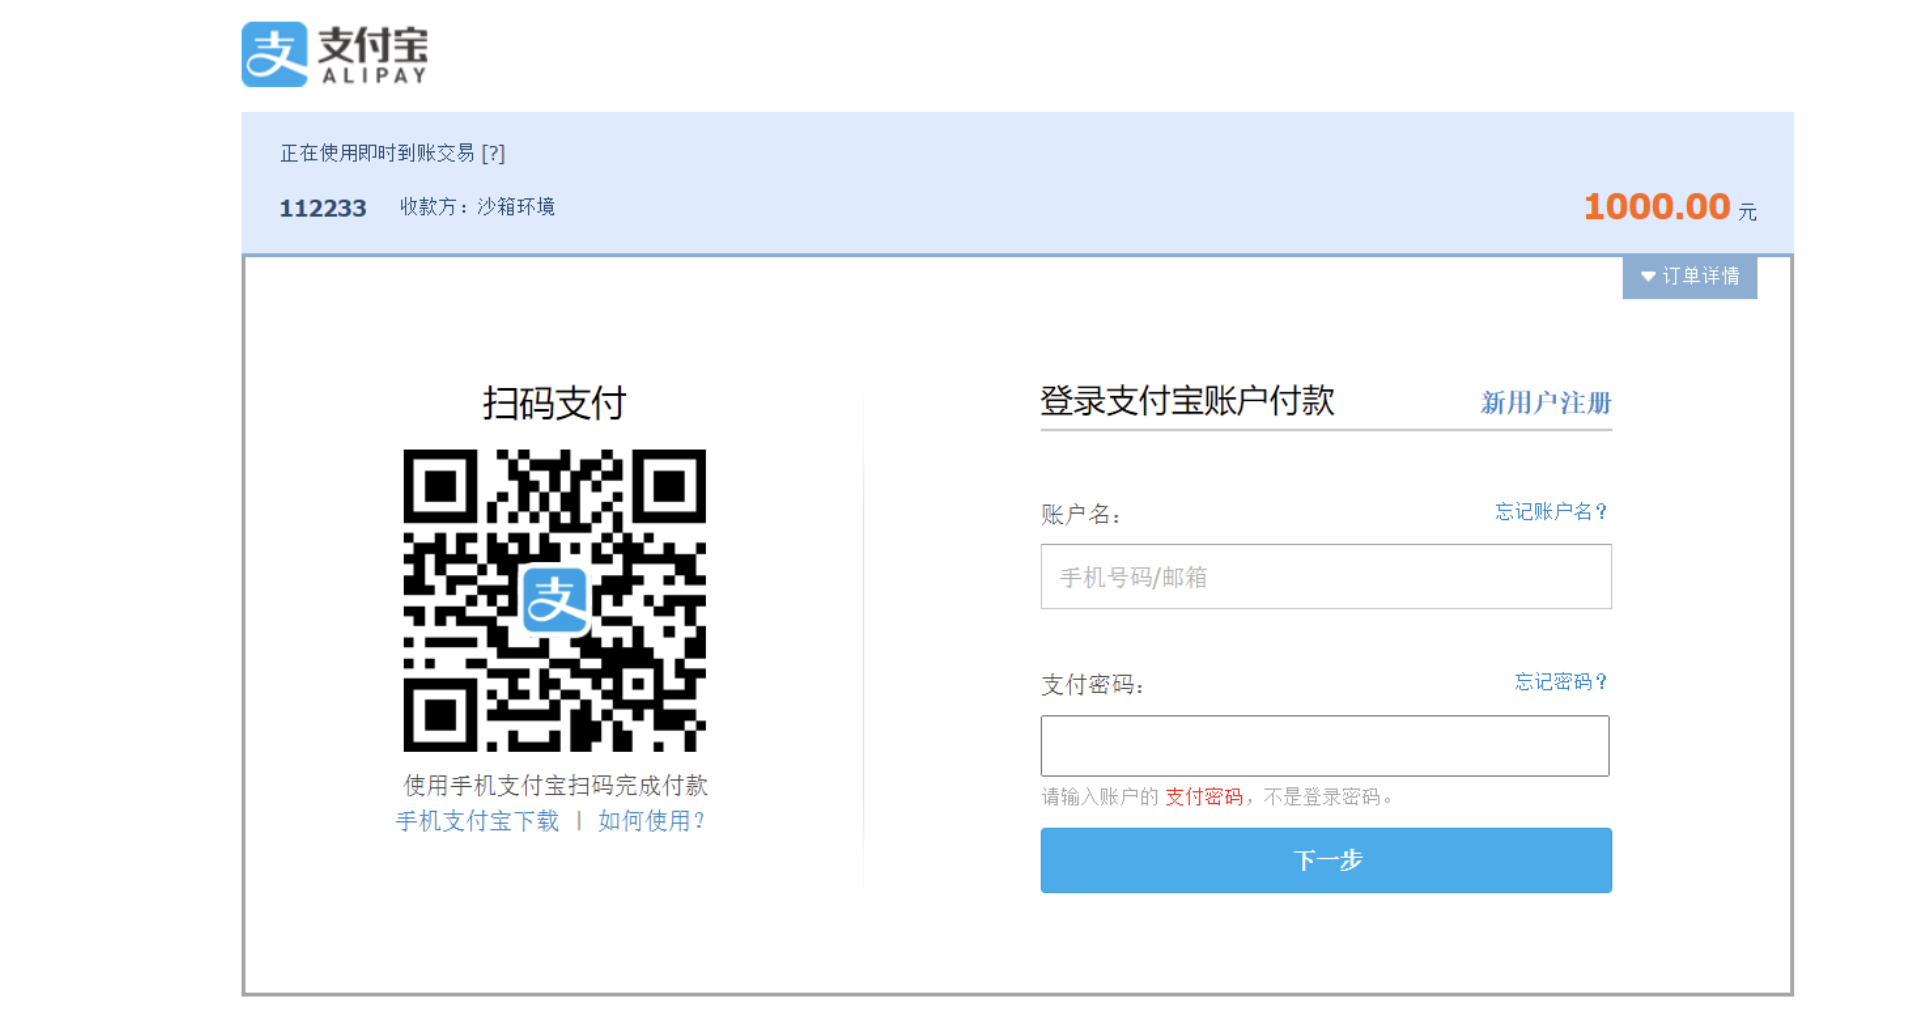 支付宝
ALIPAY
正在使用即时到账交易 [?]
112233 收款方：沙箱环境
1000.00 元
订单详情
扫码支付
支
使用手机支付宝扫码完成付款
手机支付宝下载 | 如何使用?
登录支付宝账户付款 新用户注册
账户名： 忘记账户名？
手机号码/邮箱
支付密码： 忘记密码？
请输入账户的 支付密码，不是登录密码。
下一步